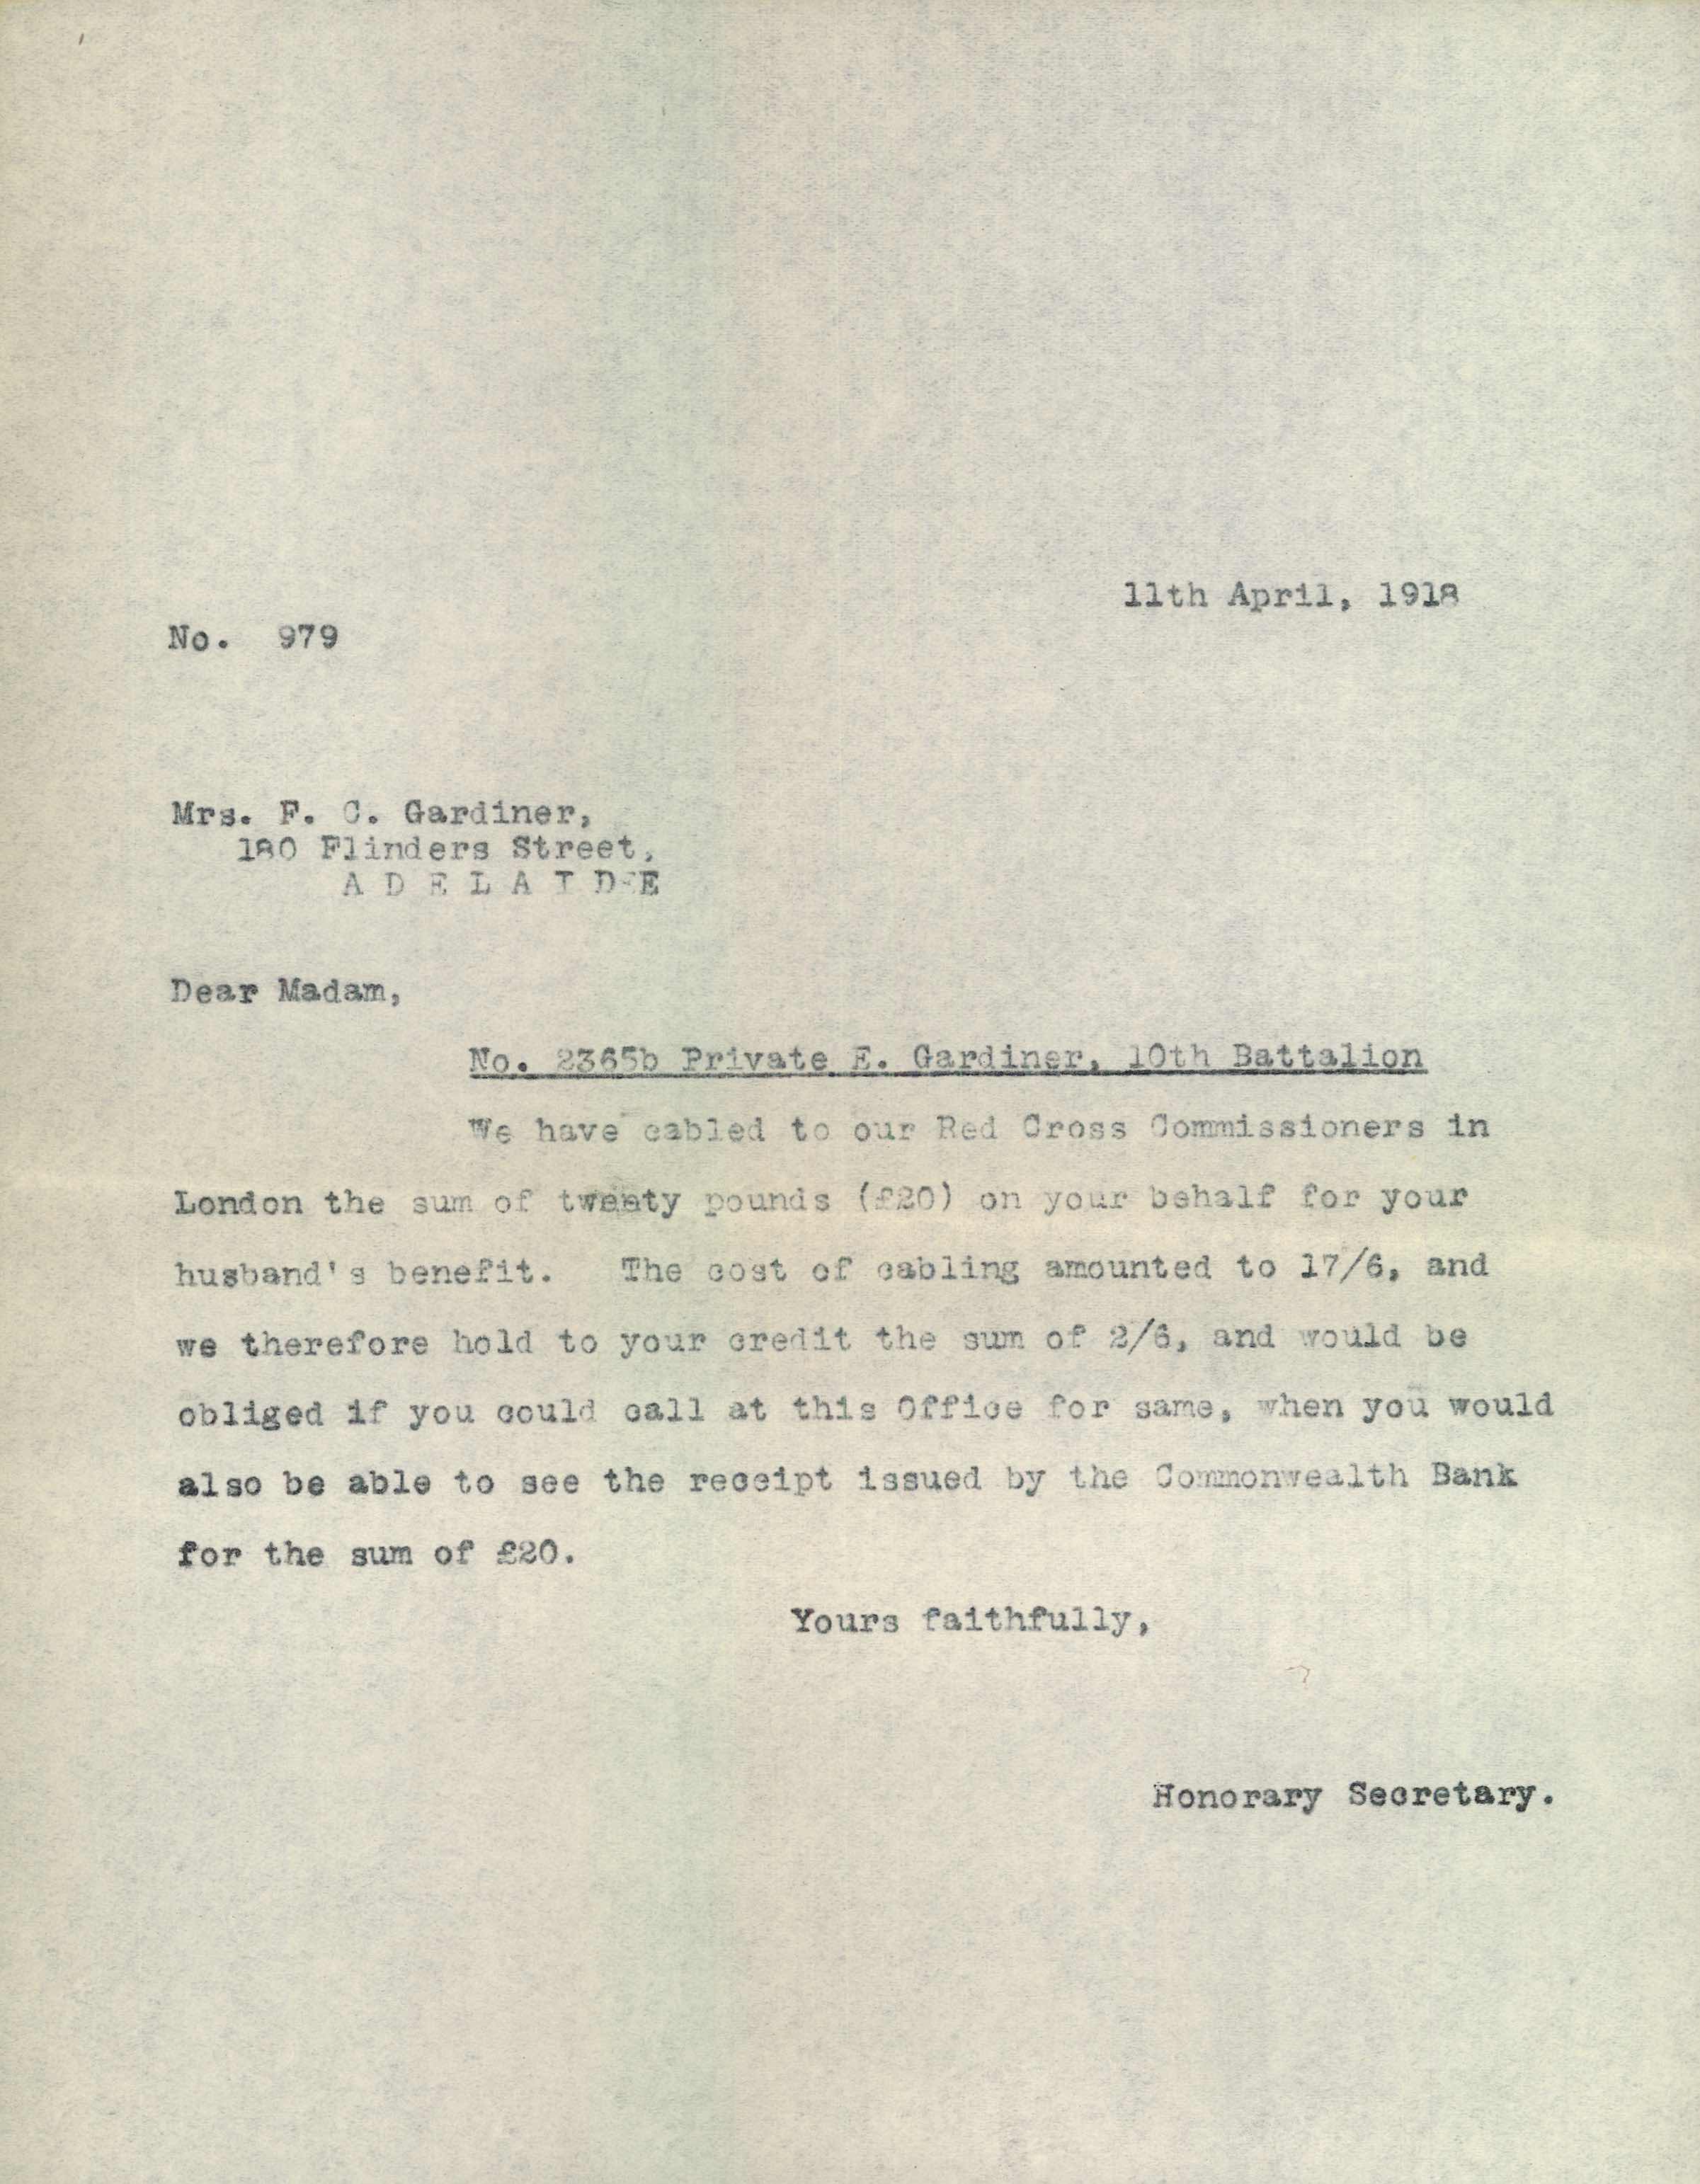 11th April, 1918
No. 979
Mrs. F. C. Gardiner,
180 Flinders Street,
A D E L A I D E
Dear Madam,
No. 2365b Private E. Gardiner, 10th Battalion
We have cabled to our Red Cross Commissioners in
London the sum of twenty pounds (£20) on your behalf for your
husband's benefit. The cost of cabling amounted to 17/6, and
we therefore hold to your credit the sum of 2/6, and would be
obliged if you could call at this Office for same, when you would
also be able to see the receipt issued by the Commonwealth Bank
for the sum of £20.
Yours faithfully,
Honorary Secretary.